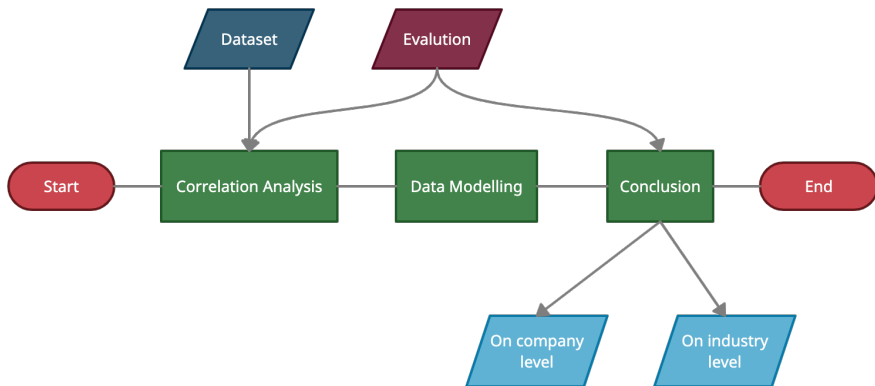 Dataset
Evalution
Start
Correlation Analysis
Data Modelling
Conclusion
End
On company
level
On industry
level